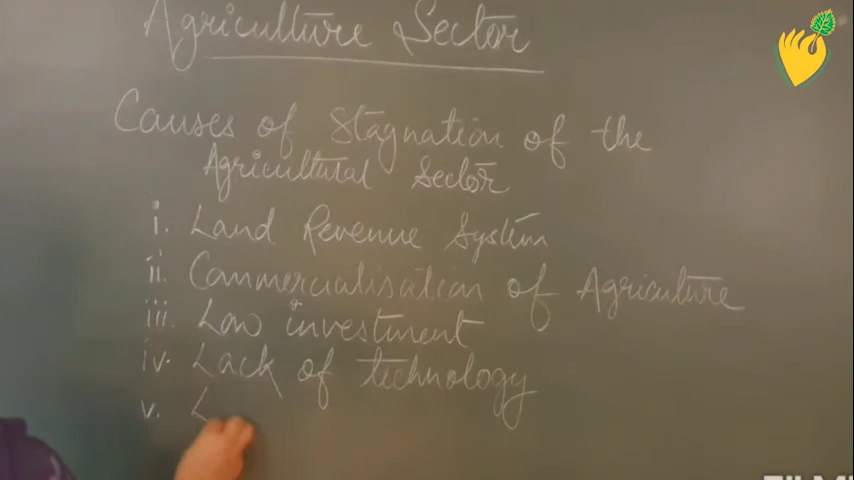 Agriculture Sector
Causes of Stagnation of the
Agricultural Sector
i. Land Revenue System
ii. Commercialisation of Agriculture
iii. Low investment
iv. Lack of technology
v. L